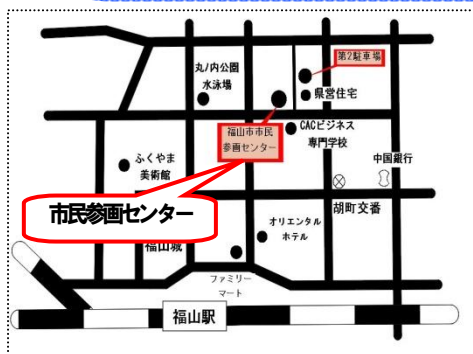 第2駐車場
丸ノ内公園
水泳場
県営住宅
福山市市民
参画センター
CACビジネス
専門学校
中国銀行
ふくやま
美術館
市民参画センター
胡町交番
オリエンタル
ホテル
福山城
ファミリー
マート
福山駅